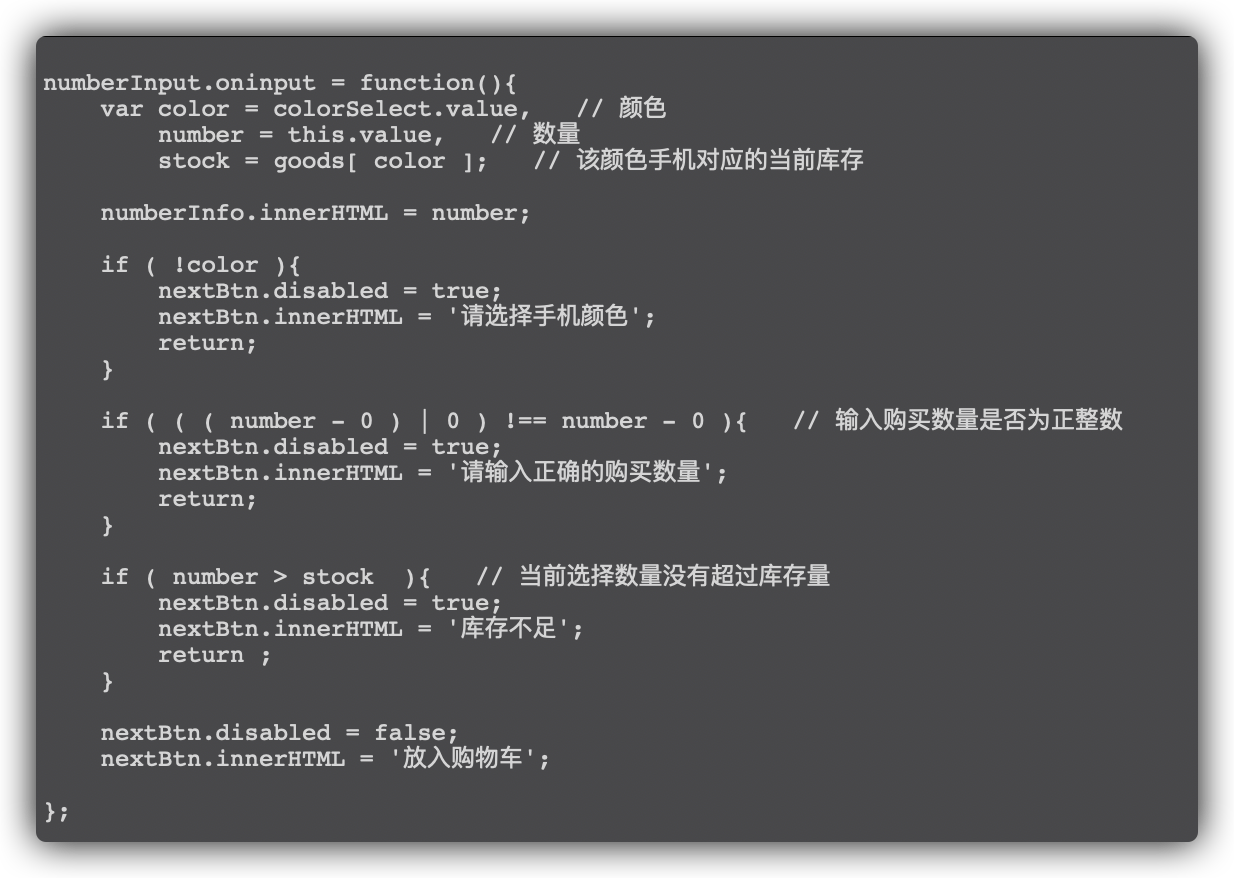 numberInput.oninput = function(){
    var color = colorSelect.value,   // 颜色
        number = this.value,   // 数量
        stock = goods[ color ];   // 该颜色手机对应的当前库存

    numberInfo.innerHTML = number;

    if ( !color ){
        nextBtn.disabled = true;
        nextBtn.innerHTML = '请选择手机颜色';
        return;
    }

    if ( ( ( number - 0 ) | 0 ) !== number - 0 ){   // 输入购买数量是否为正整数
        nextBtn.disabled = true;
        nextBtn.innerHTML = '请输入正确的购买数量';
        return;
    }

    if ( number > stock  ){   // 当前选择数量没有超过库存量
        nextBtn.disabled = true;
        nextBtn.innerHTML = '库存不足';
        return ;
    }

    nextBtn.disabled = false;
    nextBtn.innerHTML = '放入购物车';

};